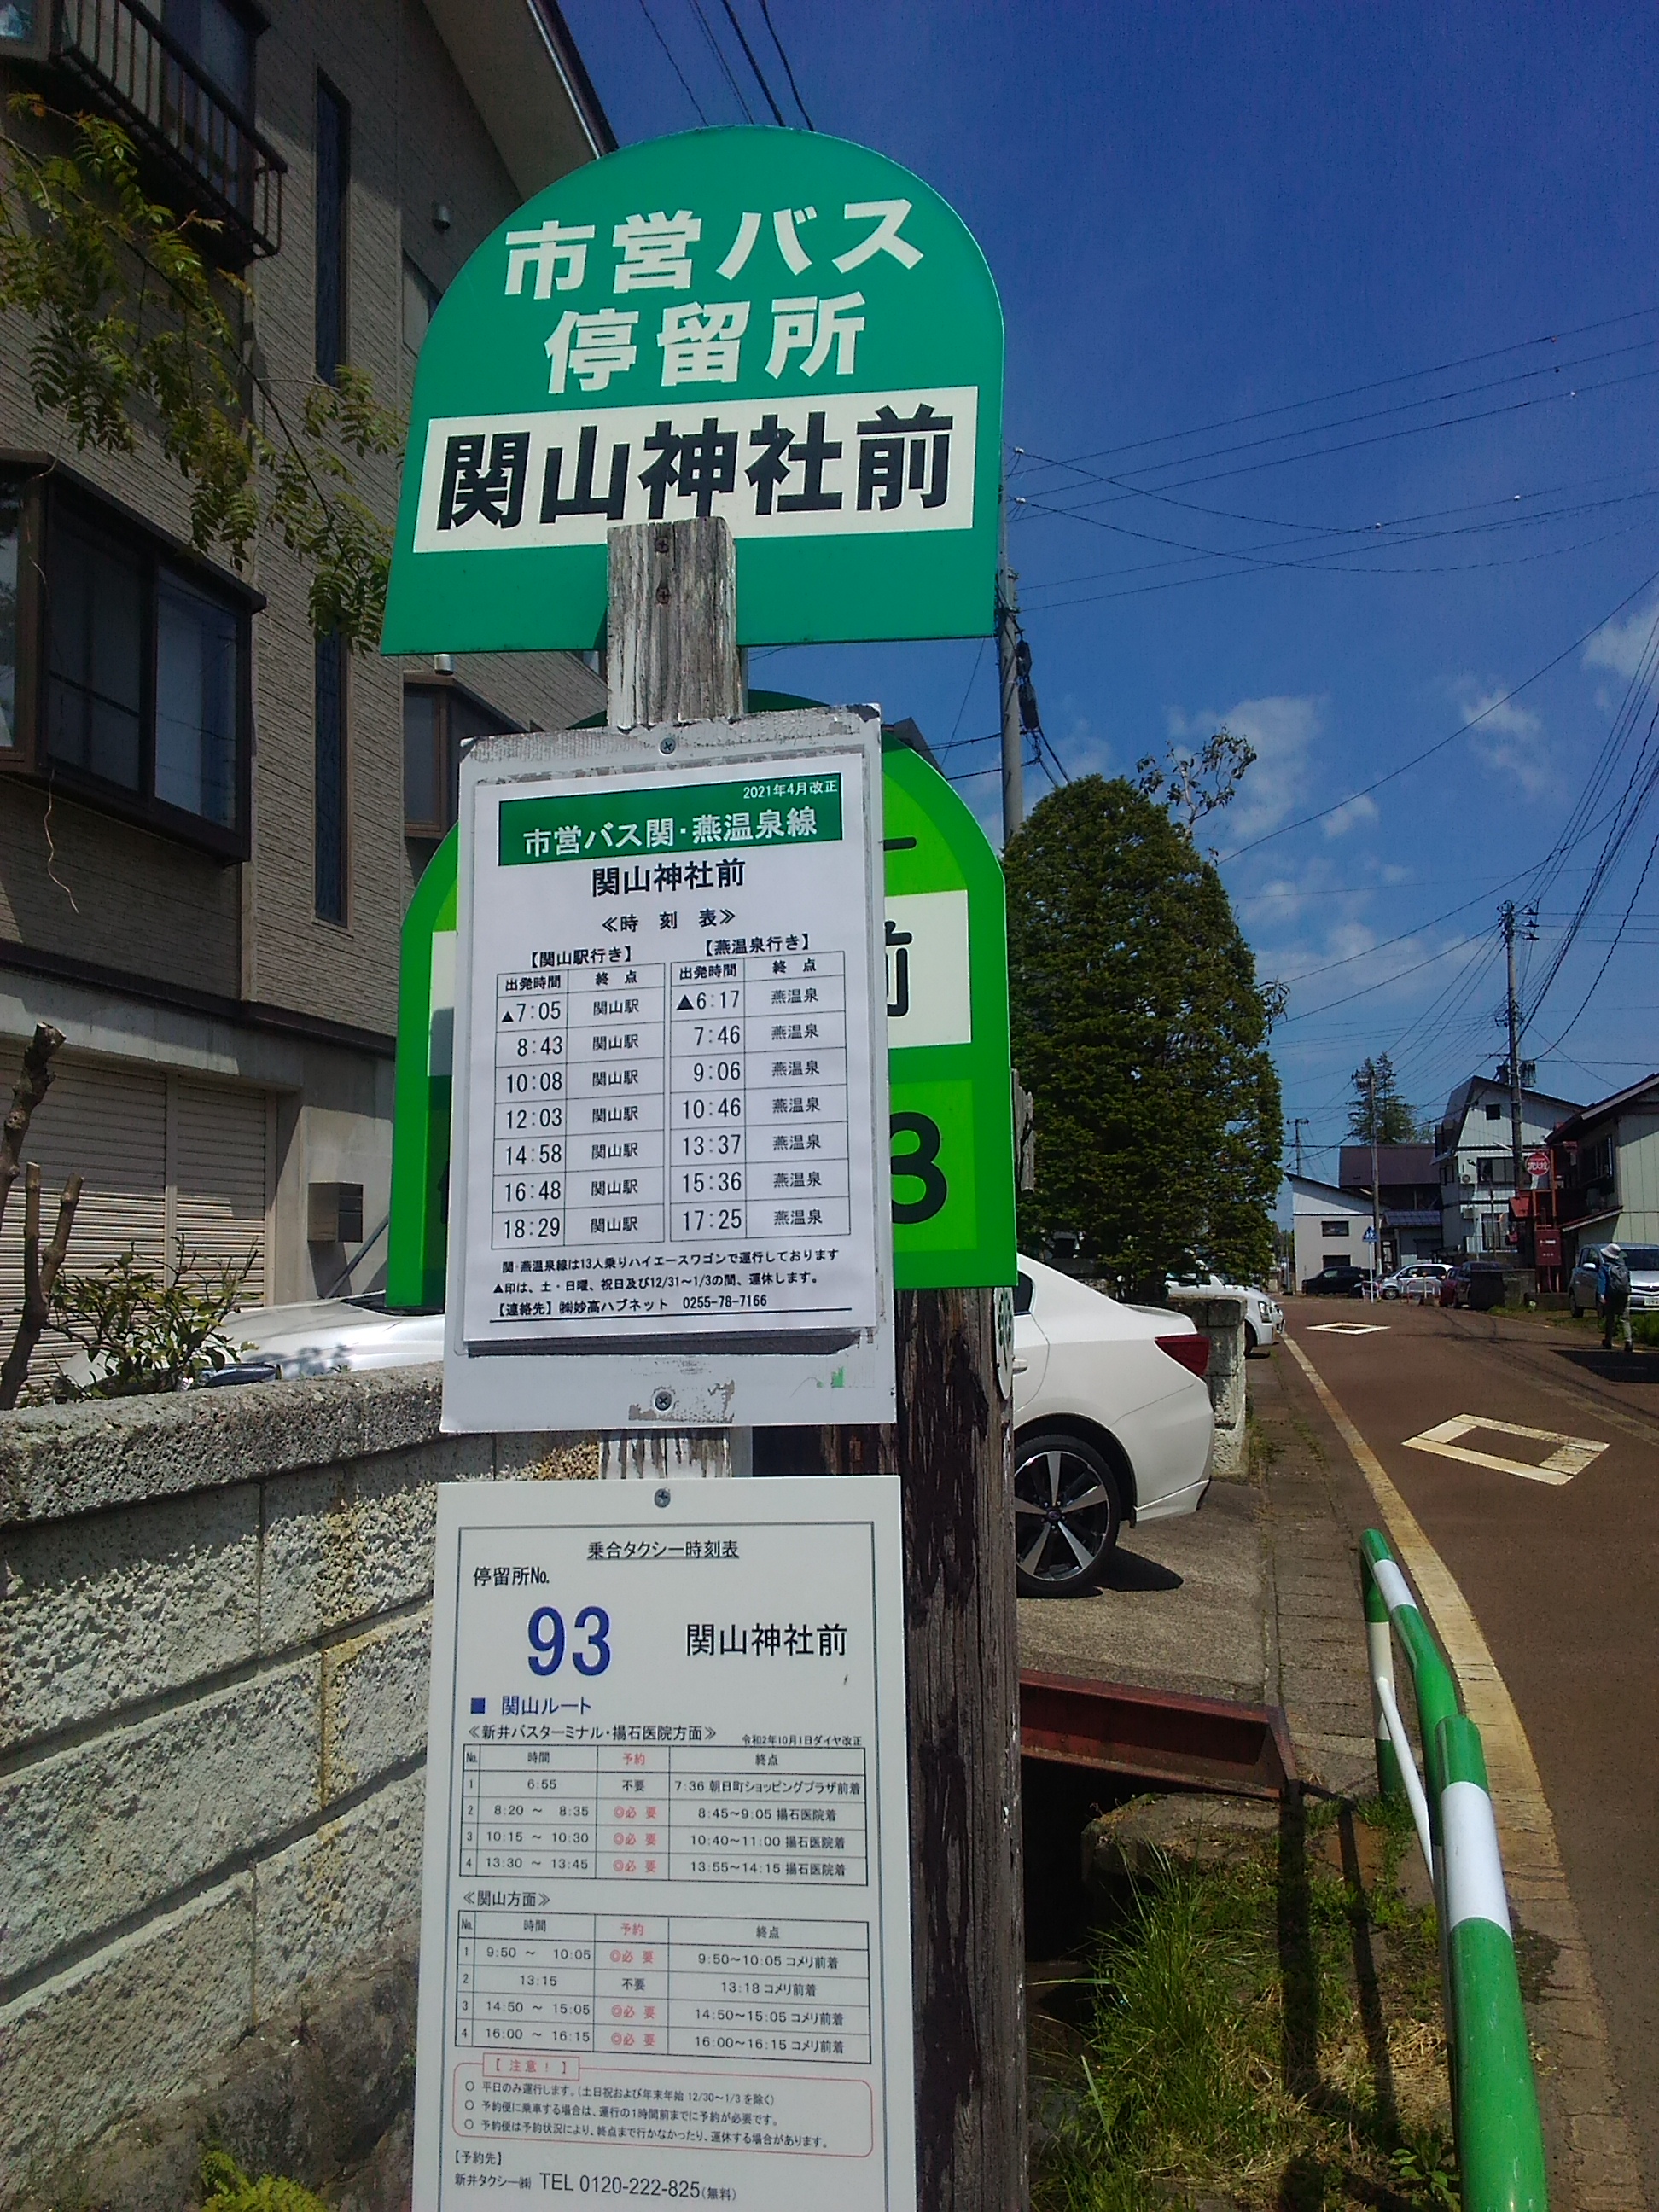 市営バス
停留所
関山神社前
2021年4月改正
市営バス関・燕温泉線
関山神社前
≪時 刻 表≫
【関山駅行き】 【燕温泉行き】
出発時間 終 点 出発時間 終 点
▲7:05 関山駅 ▲6:17 燕温泉
8:43 関山駅 7:46 燕温泉
10:08 関山駅 9:06 燕温泉
12:03 関山駅 10:46 燕温泉
14:58 関山駅 13:37 燕温泉
16:48 関山駅 15:36 燕温泉
18:29 関山駅 17:25 燕温泉
関・燕温泉線は13人乗りハイエースワゴンで運行しております
▲印は、土・日曜、祝日及び12/31~1/3の間、運休します。
【連絡先】㈱妙高ハブネット 0255-78-7166
前
3
乗合タクシー時刻表
停留所№
93 関山神社前
■ 関山ルート
≪新井バスターミナル・揚石医院方面≫ 令和2年10月1日ダイヤ改正
№ 時間 予約 終点
1 6:55 不要 7:36 朝日町ショッピングプラザ前着
2 8:20 ~ 8:35 ◎必 要 8:45~9:05 揚石医院着
3 10:15 ~ 10:30 ◎必 要 10:40~11:00 揚石医院着
4 13:30 ~ 13:45 ◎必 要 13:55~14:15 揚石医院着
≪関山方面≫
№ 時間 予約 終点
1 9:50 ~ 10:05 ◎必 要 9:50~10:05 コメリ前着
2 13:15 不要 13:18 コメリ前着
3 14:50 ~ 15:05 ◎必 要 14:50~15:05 コメリ前着
4 16:00 ~ 16:15 ◎必 要 16:00~16:15 コメリ前着
【 注意! 】
○ 平日のみ運行します。(土日祝および年末年始 12/30~1/3 を除く)
○ 予約便に乗車する場合は、運行の1時間前までに予約が必要です。
○ 予約便は予約状況により、終点まで行かなかったり、運休する場合があります。
【予約先】
新井タクシー㈱ TEL 0120-222-825(無料)
消火栓